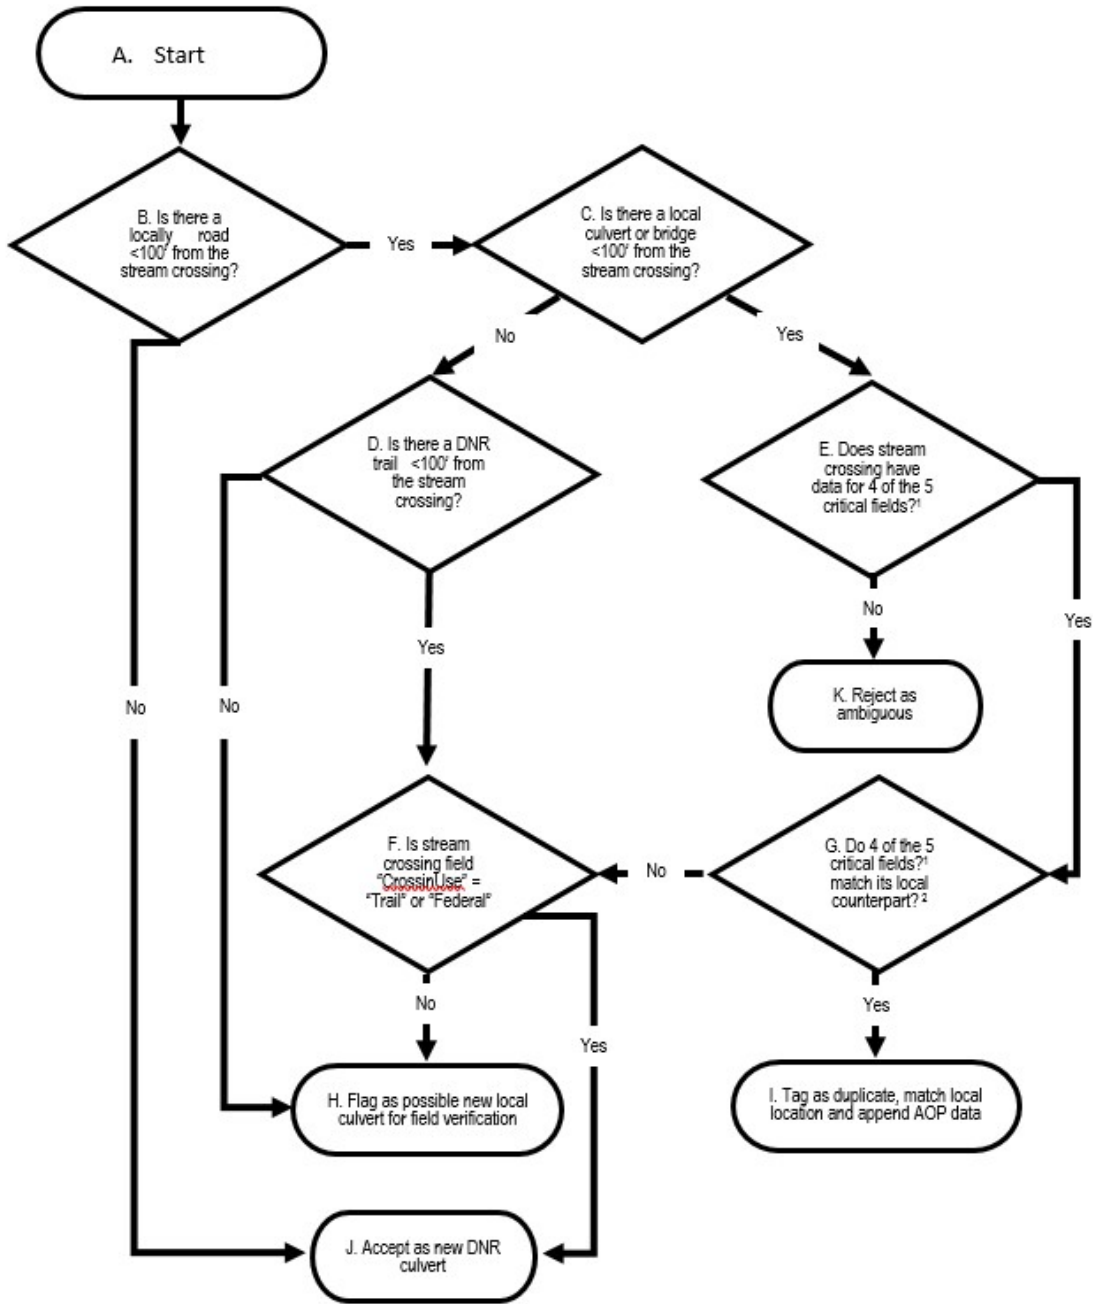 A. Start
B. Is there a
locally road
<100' from the
stream crossing?
Yes
C. Is there a local
culvert or bridge
<100' from the
stream crossing?
No
Yes
D. Is there a DNR
trail <100' from
the stream
crossing?
E. Does stream
crossing have
data for 4 of the 5
critical fields?¹
No
Yes
Yes
K. Reject as
ambiguous
No
No
F. Is stream
crossing field
"CrossinUse" =
"Trail" or "Federal"
No
G. Do 4 of the 5
critical fields?¹
match its local
counterpart? ²
No
Yes
Yes
H. Flag as possible new local
culvert for field verification
I. Tag as duplicate, match local
location and append AOP data
J. Accept as new DNR
culvert